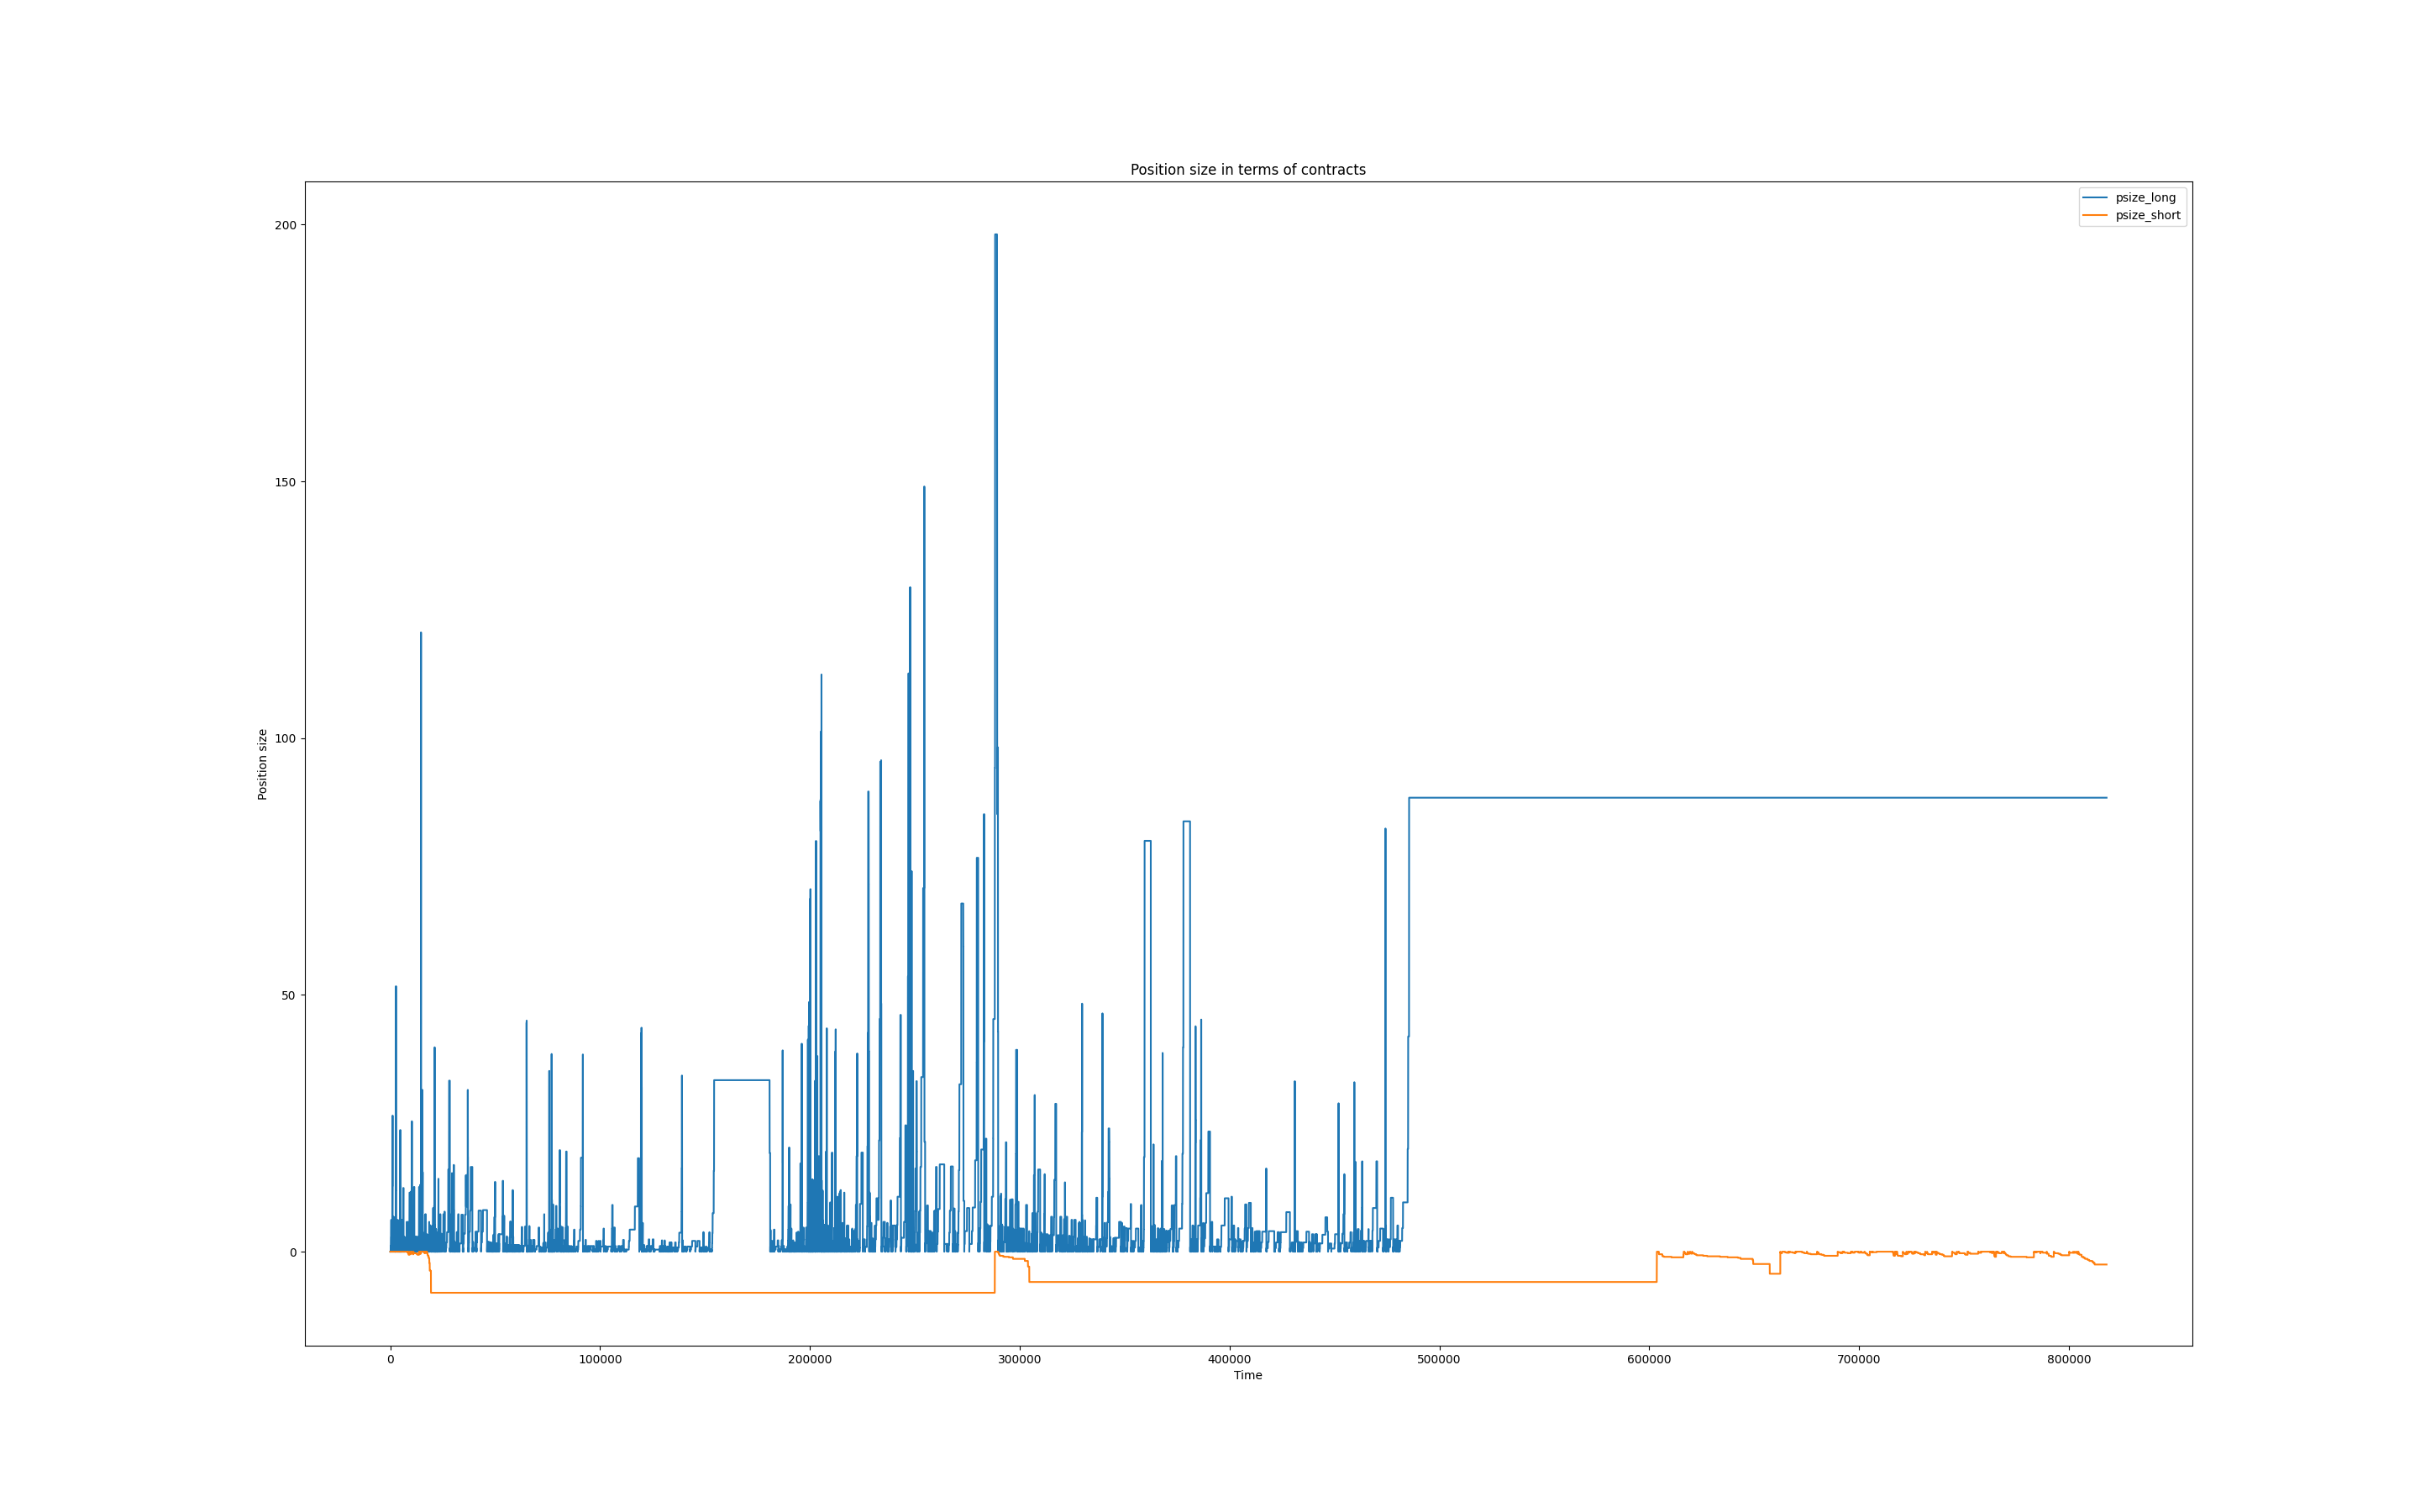 Position size in terms of contracts
psize_long
psize_short
200
150
100
50
0
Position size
0 100000 200000 300000 400000 500000 600000 700000 800000
Time